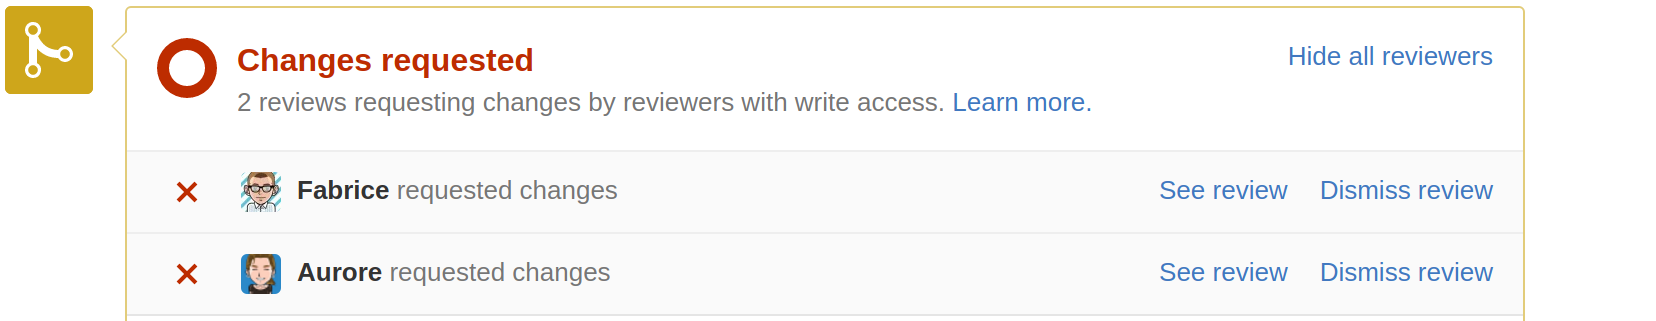 Changes requested
Hide all reviewers
2 reviews requesting changes by reviewers with write access. Learn more.
Fabrice requested changes
See review
Dismiss review
Aurore requested changes
See review
Dismiss review